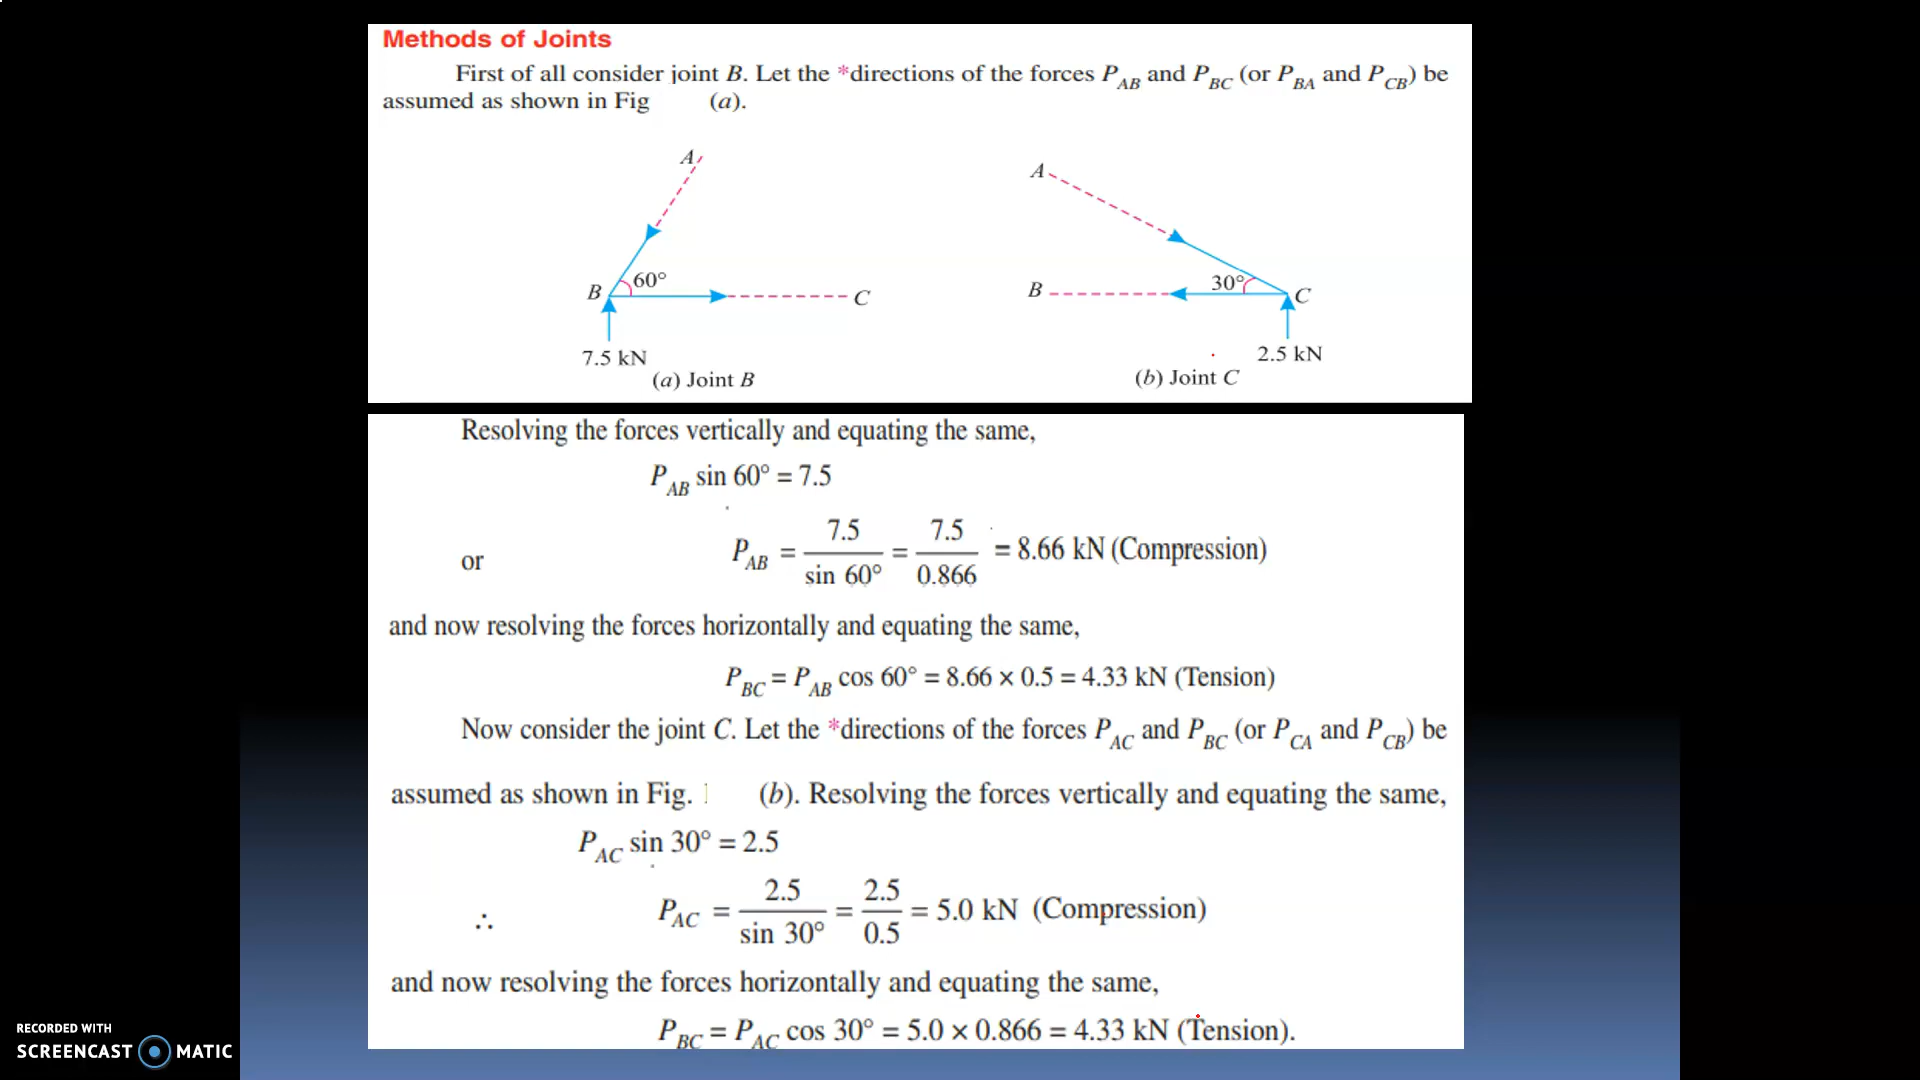 Methods of Joints
First of all consider joint B. Let the *directions of the forces P_AB and P_BC (or P_BA and P_CB) be
assumed as shown in Fig (a).
A
A
60°
B
C
30°
B
C
7.5 kN
2.5 kN
(a) Joint B
(b) Joint C
Resolving the forces vertically and equating the same,
P_AB sin 60° = 7.5
or P_AB = 7.5 / sin 60° = 7.5 / 0.866 = 8.66 kN (Compression)
and now resolving the forces horizontally and equating the same,
P_BC = P_AB cos 60° = 8.66 × 0.5 = 4.33 kN (Tension)
Now consider the joint C. Let the *directions of the forces P_AC and P_BC (or P_CA and P_CB) be
assumed as shown in Fig. (b). Resolving the forces vertically and equating the same,
P_AC sin 30° = 2.5
∴ P_AC = 2.5 / sin 30° = 2.5 / 0.5 = 5.0 kN (Compression)
and now resolving the forces horizontally and equating the same,
P_BC = P_AC cos 30° = 5.0 × 0.866 = 4.33 kN (Tension).
RECORDED WITH
SCREENCAST MATIC